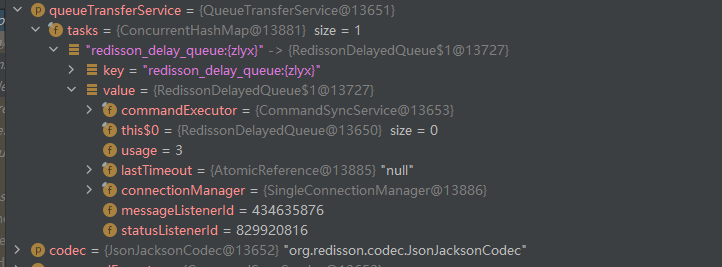 queueTransferService = {QueueTransferService@13651}
tasks = {ConcurrentHashMap@13881} size = 1
"redisson_delay_queue:{zlyx}" -> {RedissonDelayedQueue$1@13727}
key = "redisson_delay_queue:{zlyx}"
value = {RedissonDelayedQueue$1@13727}
commandExecutor = {CommandSyncService@13653}
this$0 = {RedissonDelayedQueue@13650} size = 0
usage = 3
lastTimeout = {AtomicReference@13885} "null"
connectionManager = {SingleConnectionManager@13886}
messageListenerId = 434635876
statusListenerId = 829920816
codec = {JsonJacksonCodec@13652} "org.redisson.codec.JsonJacksonCodec"